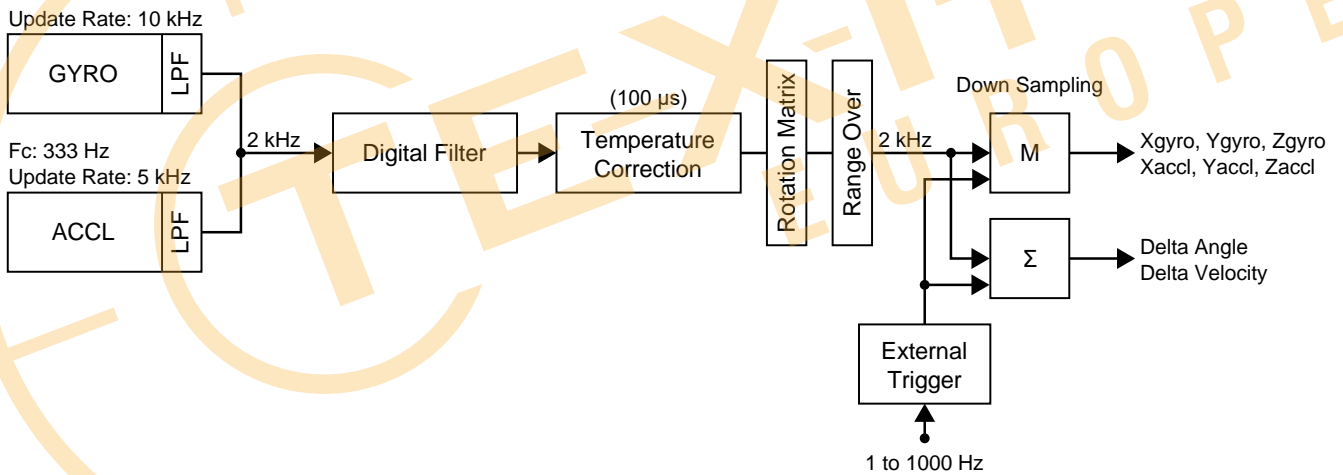 Update Rate: 10 kHz
GYRO
LPF
Fc: 333 Hz
Update Rate: 5 kHz
ACCL
LPF
2 kHz
Digital Filter
(100 µs)
Temperature
Correction
Rotation Matrix
Range Over
2 kHz
Down Sampling
M
Xgyro, Ygyro, Zgyro
Xaccl, Yaccl, Zaccl
Σ
Delta Angle
Delta Velocity
External
Trigger
1 to 1000 Hz
EUROPE